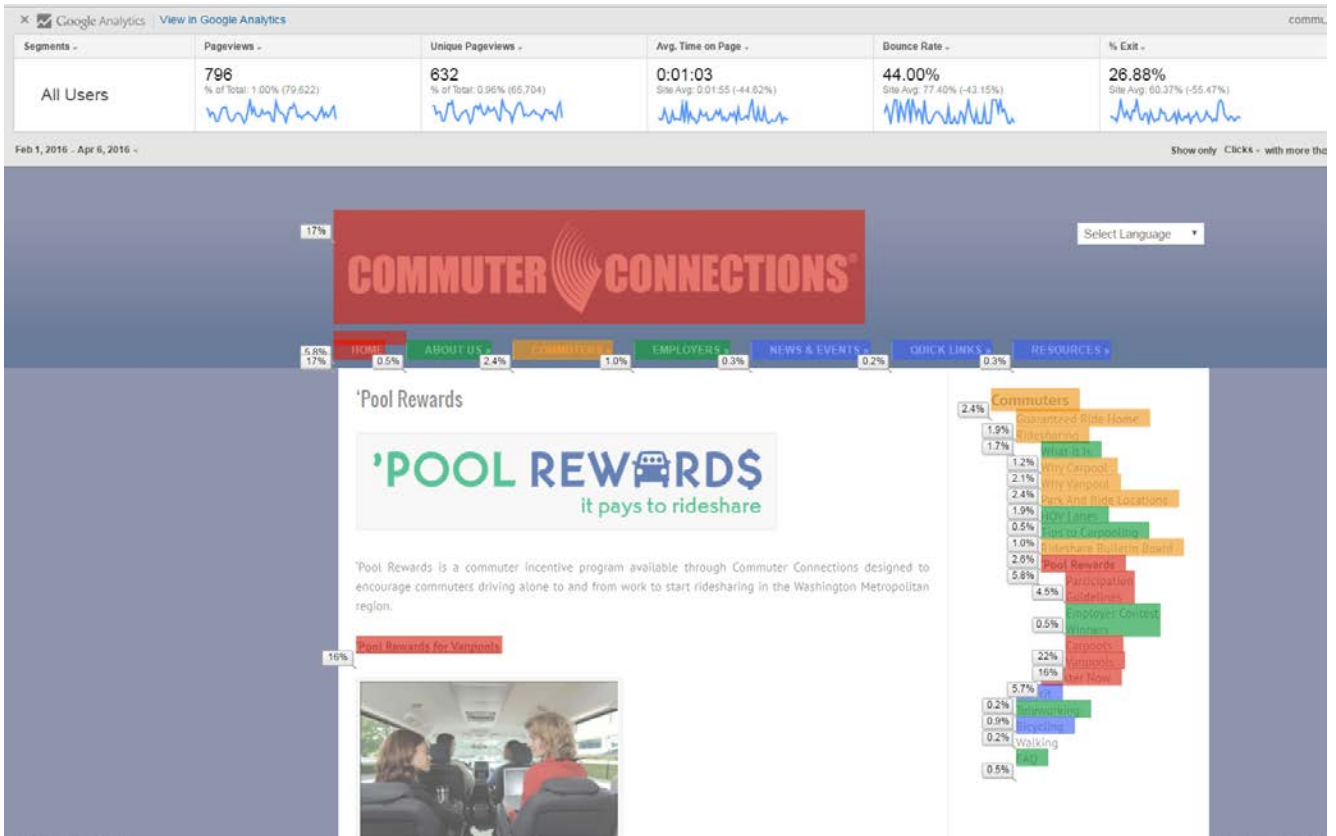 × Google Analytics View in Google Analytics
Segments Pageviews Unique Pageviews Avg. Time on Page Bounce Rate % Exit
All Users
796 632 0:01:03 44.00% 26.88%
% of Total: 1.00% (79,622) % of Total: 0.96% (65,704) Site Avg: 0:01:55 (-44.62%) Site Avg: 77.40% (-43.15%) Site Avg: 60.37% (-55.47%)
Feb 1, 2016 - Apr 6, 2016
Show only Clicks with more
17%
COMMUTER CONNECTIONS®
Select Language
5.8% HOME ABOUT US » COMMUTERS » EMPLOYERS » NEWS & EVENTS » QUICK LINKS » RESOURCES »
17% 0.5% 2.4% 1.0% 0.3% 0.2% 0.3%
'Pool Rewards
'POOL REWARD$
it pays to rideshare
'Pool Rewards is a commuter incentive program available through Commuter Connections designed to
encourage commuters driving alone to and from work to start ridesharing in the Washington Metropolitan
region.
'Pool Rewards for Vanpools
16%
Commuters
2.4%
Guaranteed Ride Home
1.9%
Ridesharing
1.7%
What It Is
1.2%
Why Carpool
2.1%
Why Vanpool
2.4%
Park And Ride Locations
1.9%
HOV Lanes
0.5%
Tips to Carpooling
1.0%
Rideshare Bulletin Board
2.6%
'Pool Rewards
5.8%
Participation
Guidelines
4.5%
Employer Contest
Winners
0.5%
Carpools
22%
Vanpools
16%
Now
5.7%
0.2%
Teleworking
0.9%
Bicycling
0.2%
Walking
FAQ
0.5%